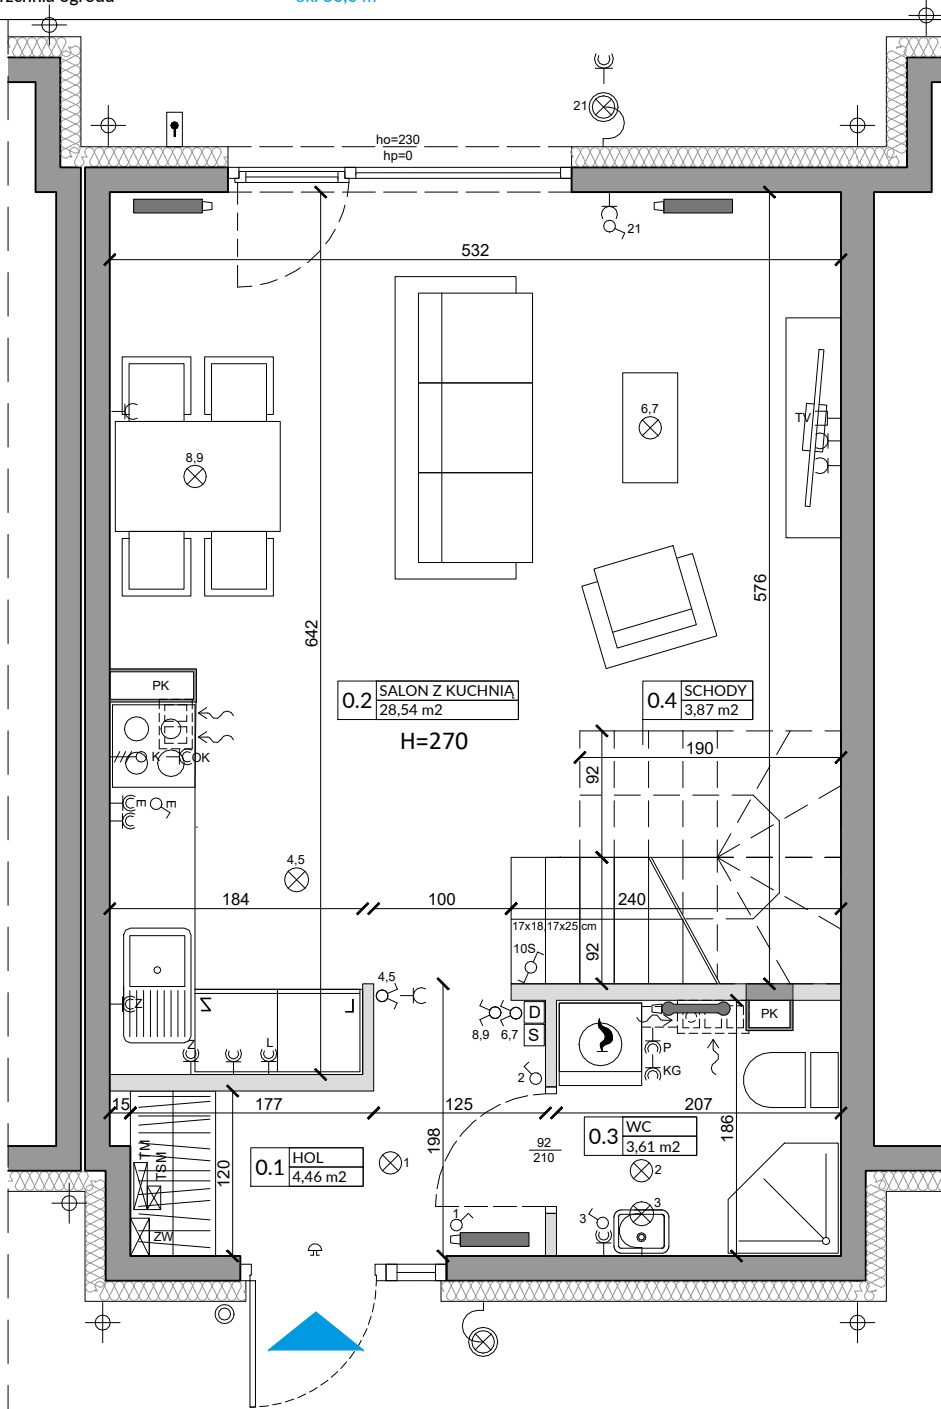 21
ho=230
hp=0
21
532
TV
6,7
8,9
642
576
PK
0.2 SALON Z KUCHNIĄ
28,54 m2
H=270
0.4 SCHODY
3,87 m2
190
92
K
OK
E
E
4,5
184
100
240
17x18,17x25 cm
10S
92
4,5
Z
N
L
8,9
6,7
D
S
PK
Z
L
2
P
KG
15
177
125
207
92
210
198
186
120
0.3 WC
3,61 m2
0.1 HOL
4,46 m2
TM
TSM
ZW
1
2
1
3
3